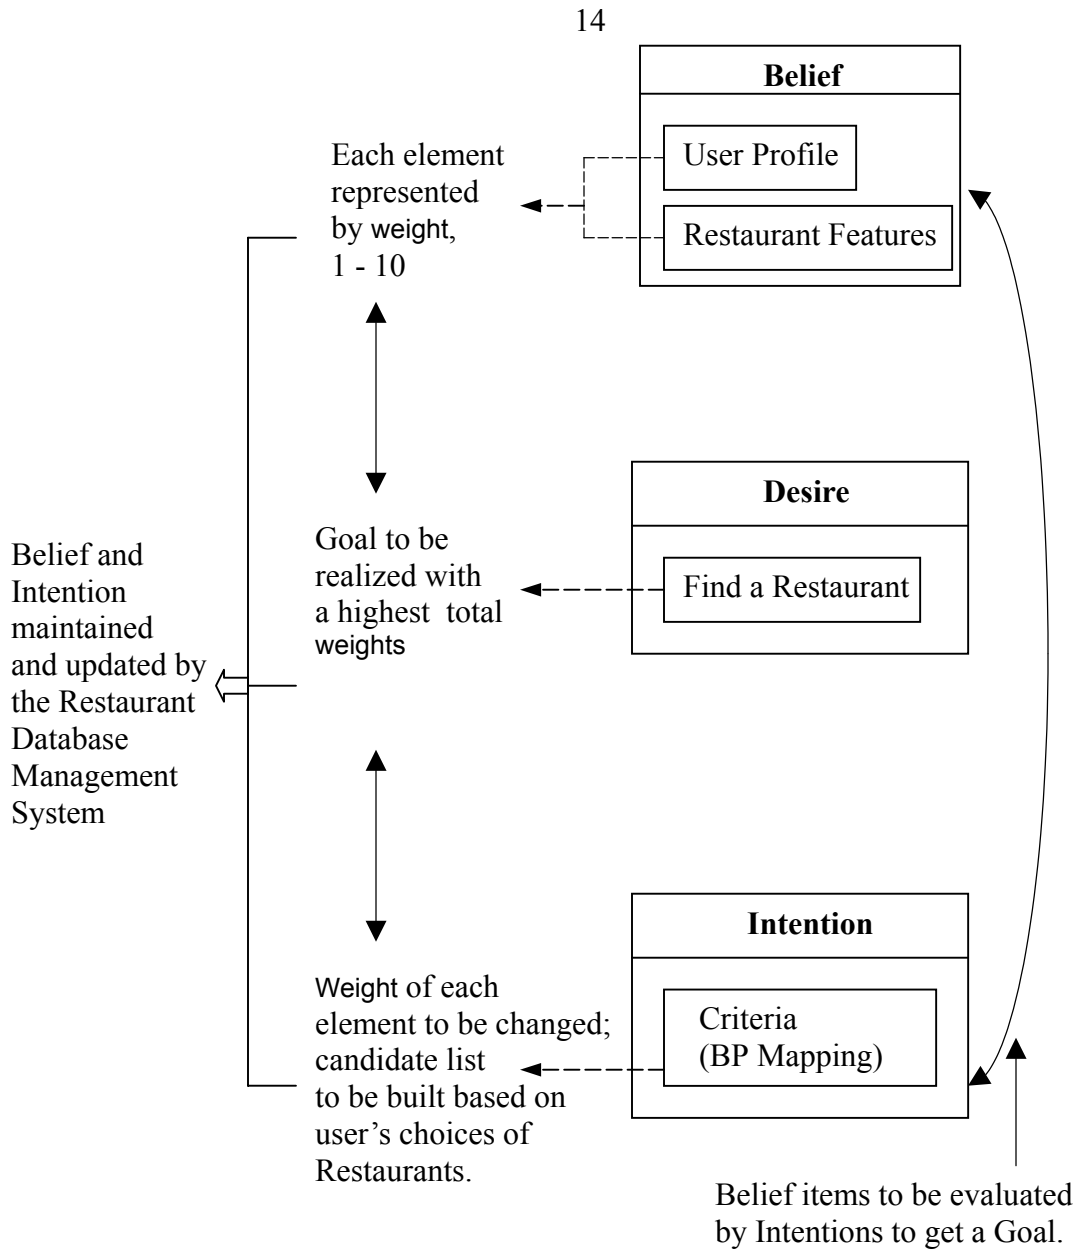 14
Belief
User Profile
Restaurant Features
Each element
represented
by weight,
1 - 10
Desire
Find a Restaurant
Goal to be
realized with
a highest  total
weights
Belief and
Intention
maintained
and updated by
the Restaurant
Database
Management
System
Intention
Criteria
(BP Mapping)
Weight of each
element to be changed;
candidate list
to be built based on
user’s choices of
Restaurants.
Belief items to be evaluated
by Intentions to get a Goal.